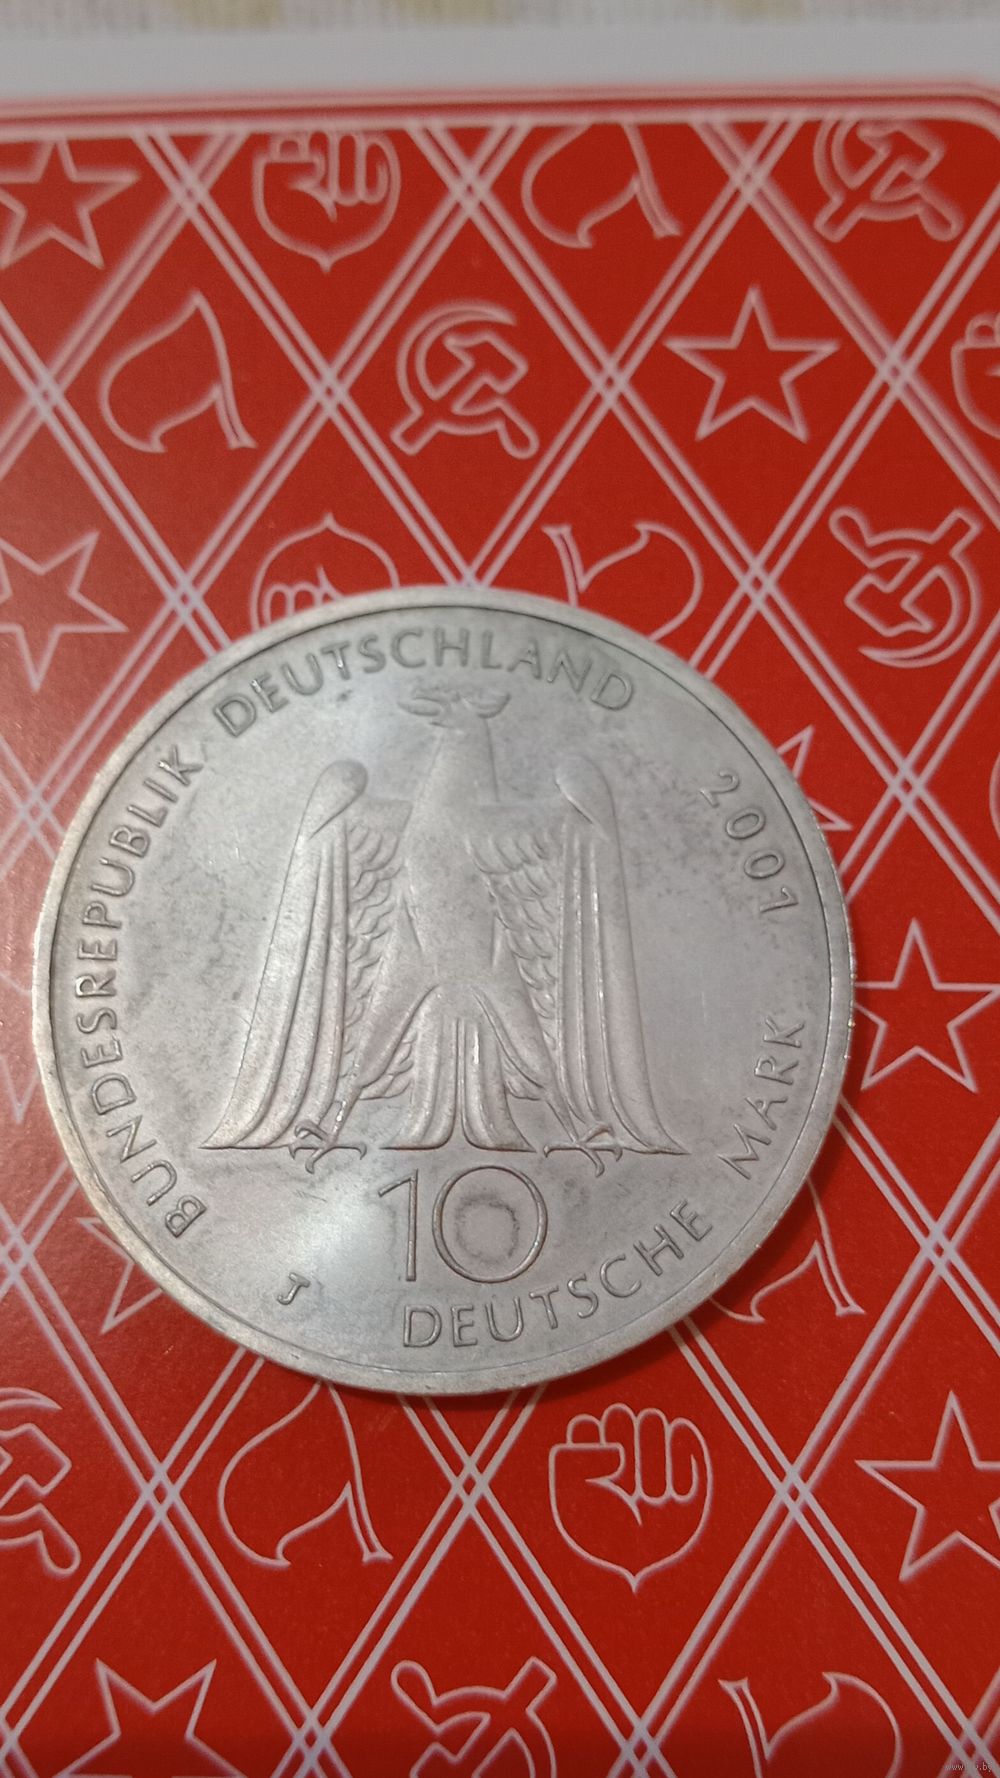 BUNDESREPUBLIK DEUTSCHLAND 2001
10
J
DEUTSCHE MARK